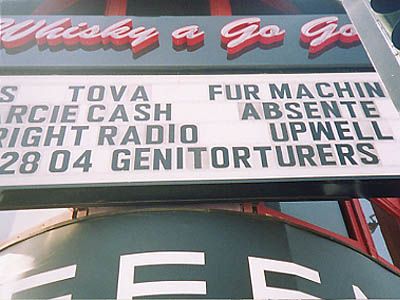 Whisky a Go Go
S TOVA FUR MACHIN
ARCIE CASH ABSENTE
RIGHT RADIO UPWELL
28 04 GENITORTURERS